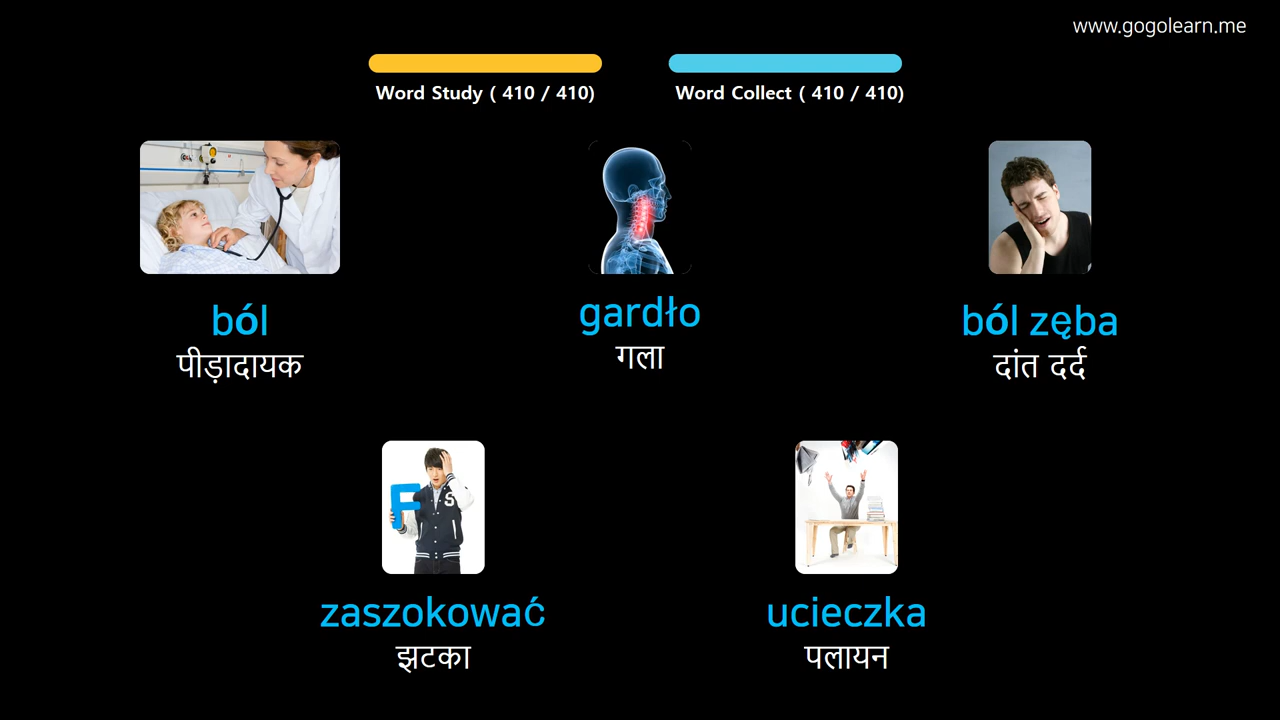 www.gogolearn.me
Word Study ( 410 / 410)
Word Collect ( 410 / 410)
ból
पीड़ादायक
gardło
गला
ból zęba
दांत दर्द
F
S
zaszokować
झटका
ucieczka
पलायन